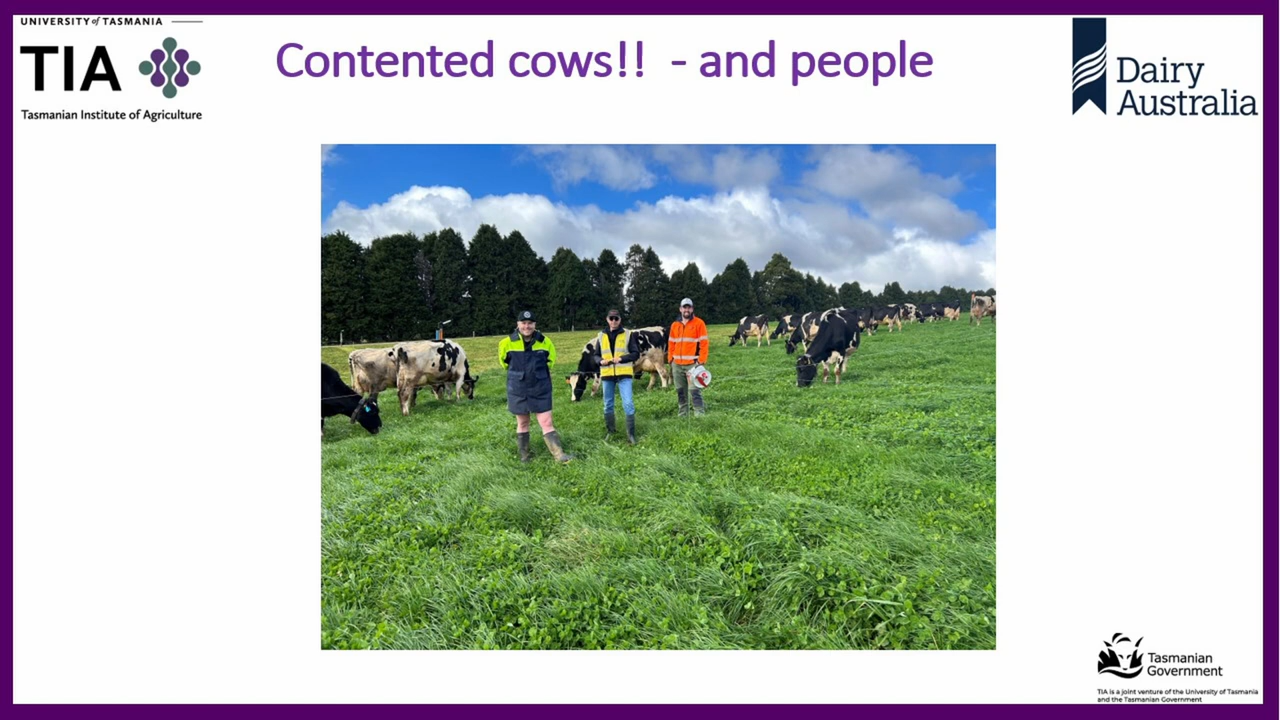 UNIVERSITY of TASMANIA
TIA
Tasmanian Institute of Agriculture
Contented cows!!  - and people
Dairy
Australia
Tasmanian
Government
TIA is a joint venture of the University of Tasmania
and the Tasmanian Government